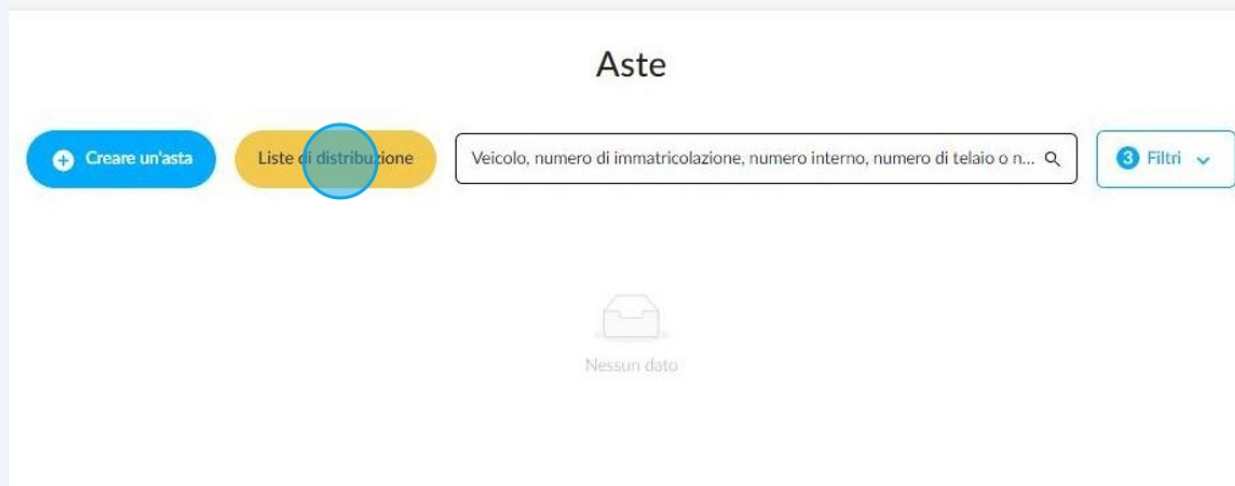 Aste
Creare un'asta
Liste di distribuzione
Veicolo, numero di immatricolazione, numero interno, numero di telaio o n...
3 Filtri
Nessun dato